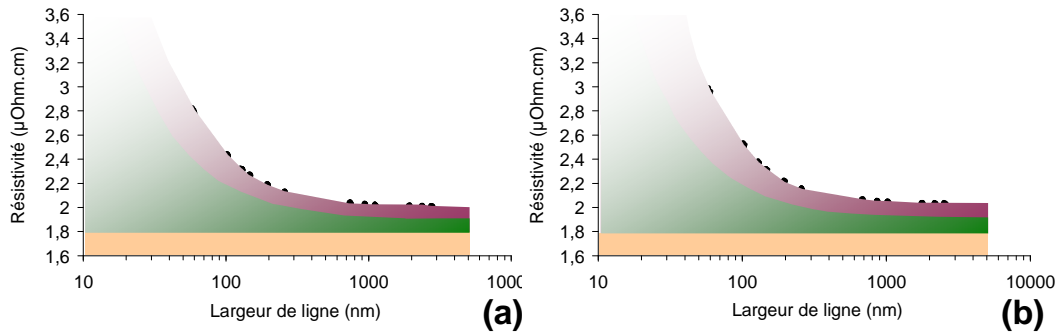 3,6
3,4
3,2
3
2,8
2,6
2,4
2,2
2
1,8
1,6
Résistivité (µOhm.cm)
10 100 1000 1000
Largeur de ligne (nm)
(a)
3,6
3,4
3,2
3
2,8
2,6
2,4
2,2
2
1,8
1,6
Résistivité (µOhm.cm)
10 100 1000 10000
Largeur de ligne (nm)
(b)